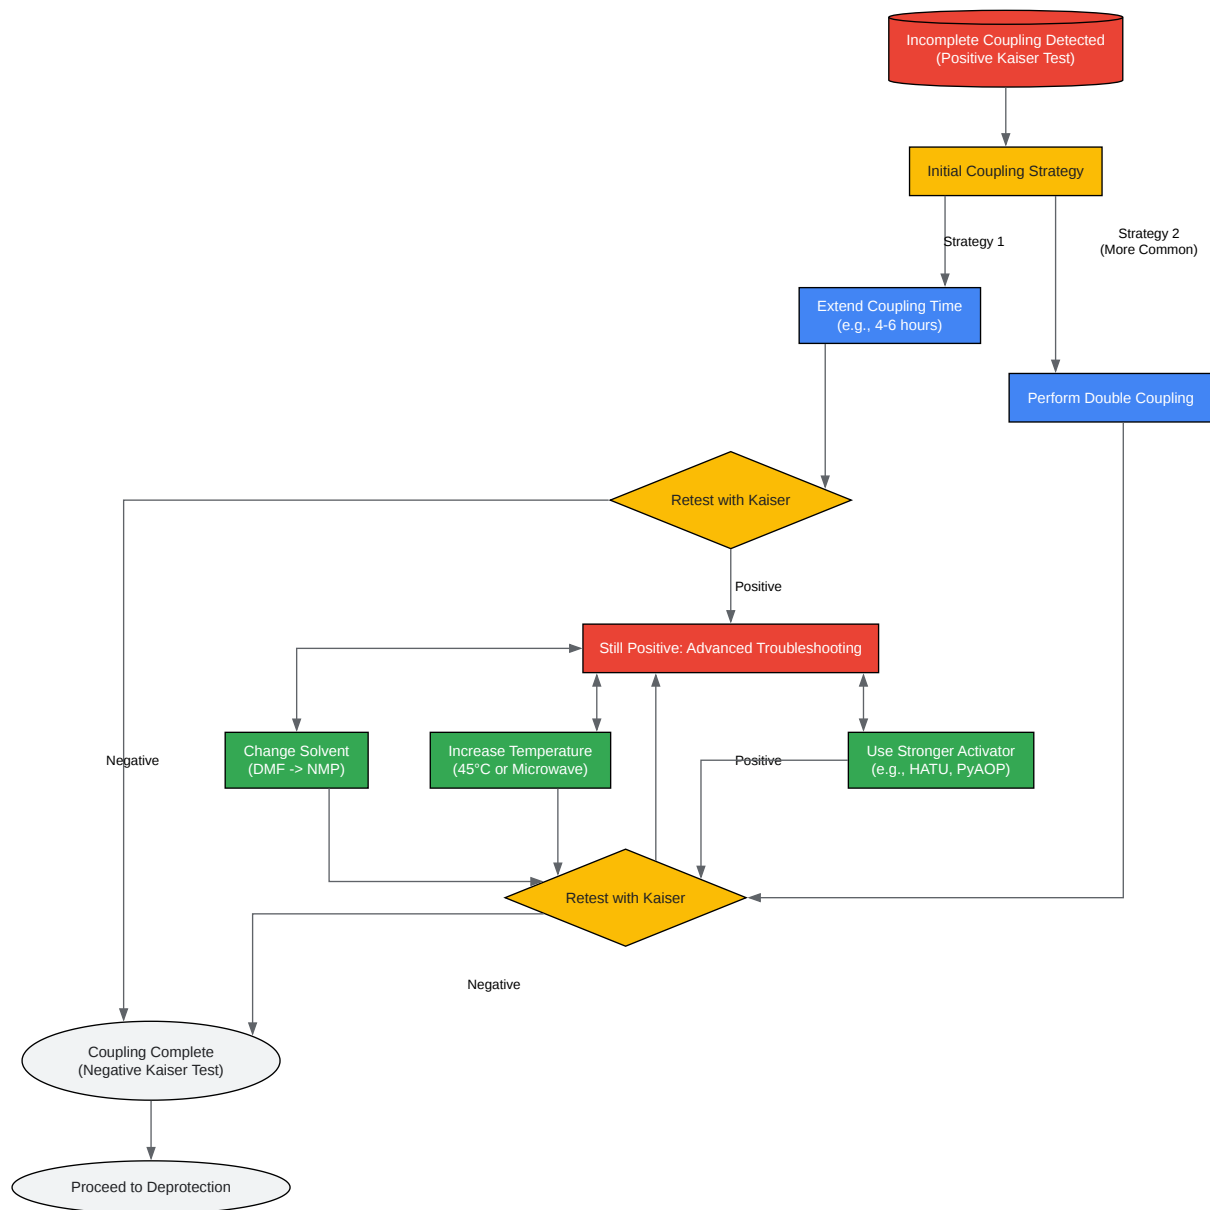 Incomplete Coupling Detected
(Positive Kaiser Test)
Initial Coupling Strategy
Strategy 1
Strategy 2
(More Common)
Extend Coupling Time
(e.g., 4-6 hours)
Perform Double Coupling
Retest with Kaiser
Positive
Still Positive: Advanced Troubleshooting
Negative
Change Solvent
(DMF -> NMP)
Increase Temperature
(45°C or Microwave)
Positive
Use Stronger Activator
(e.g., HATU, PyAOP)
Retest with Kaiser
Negative
Coupling Complete
(Negative Kaiser Test)
Proceed to Deprotection